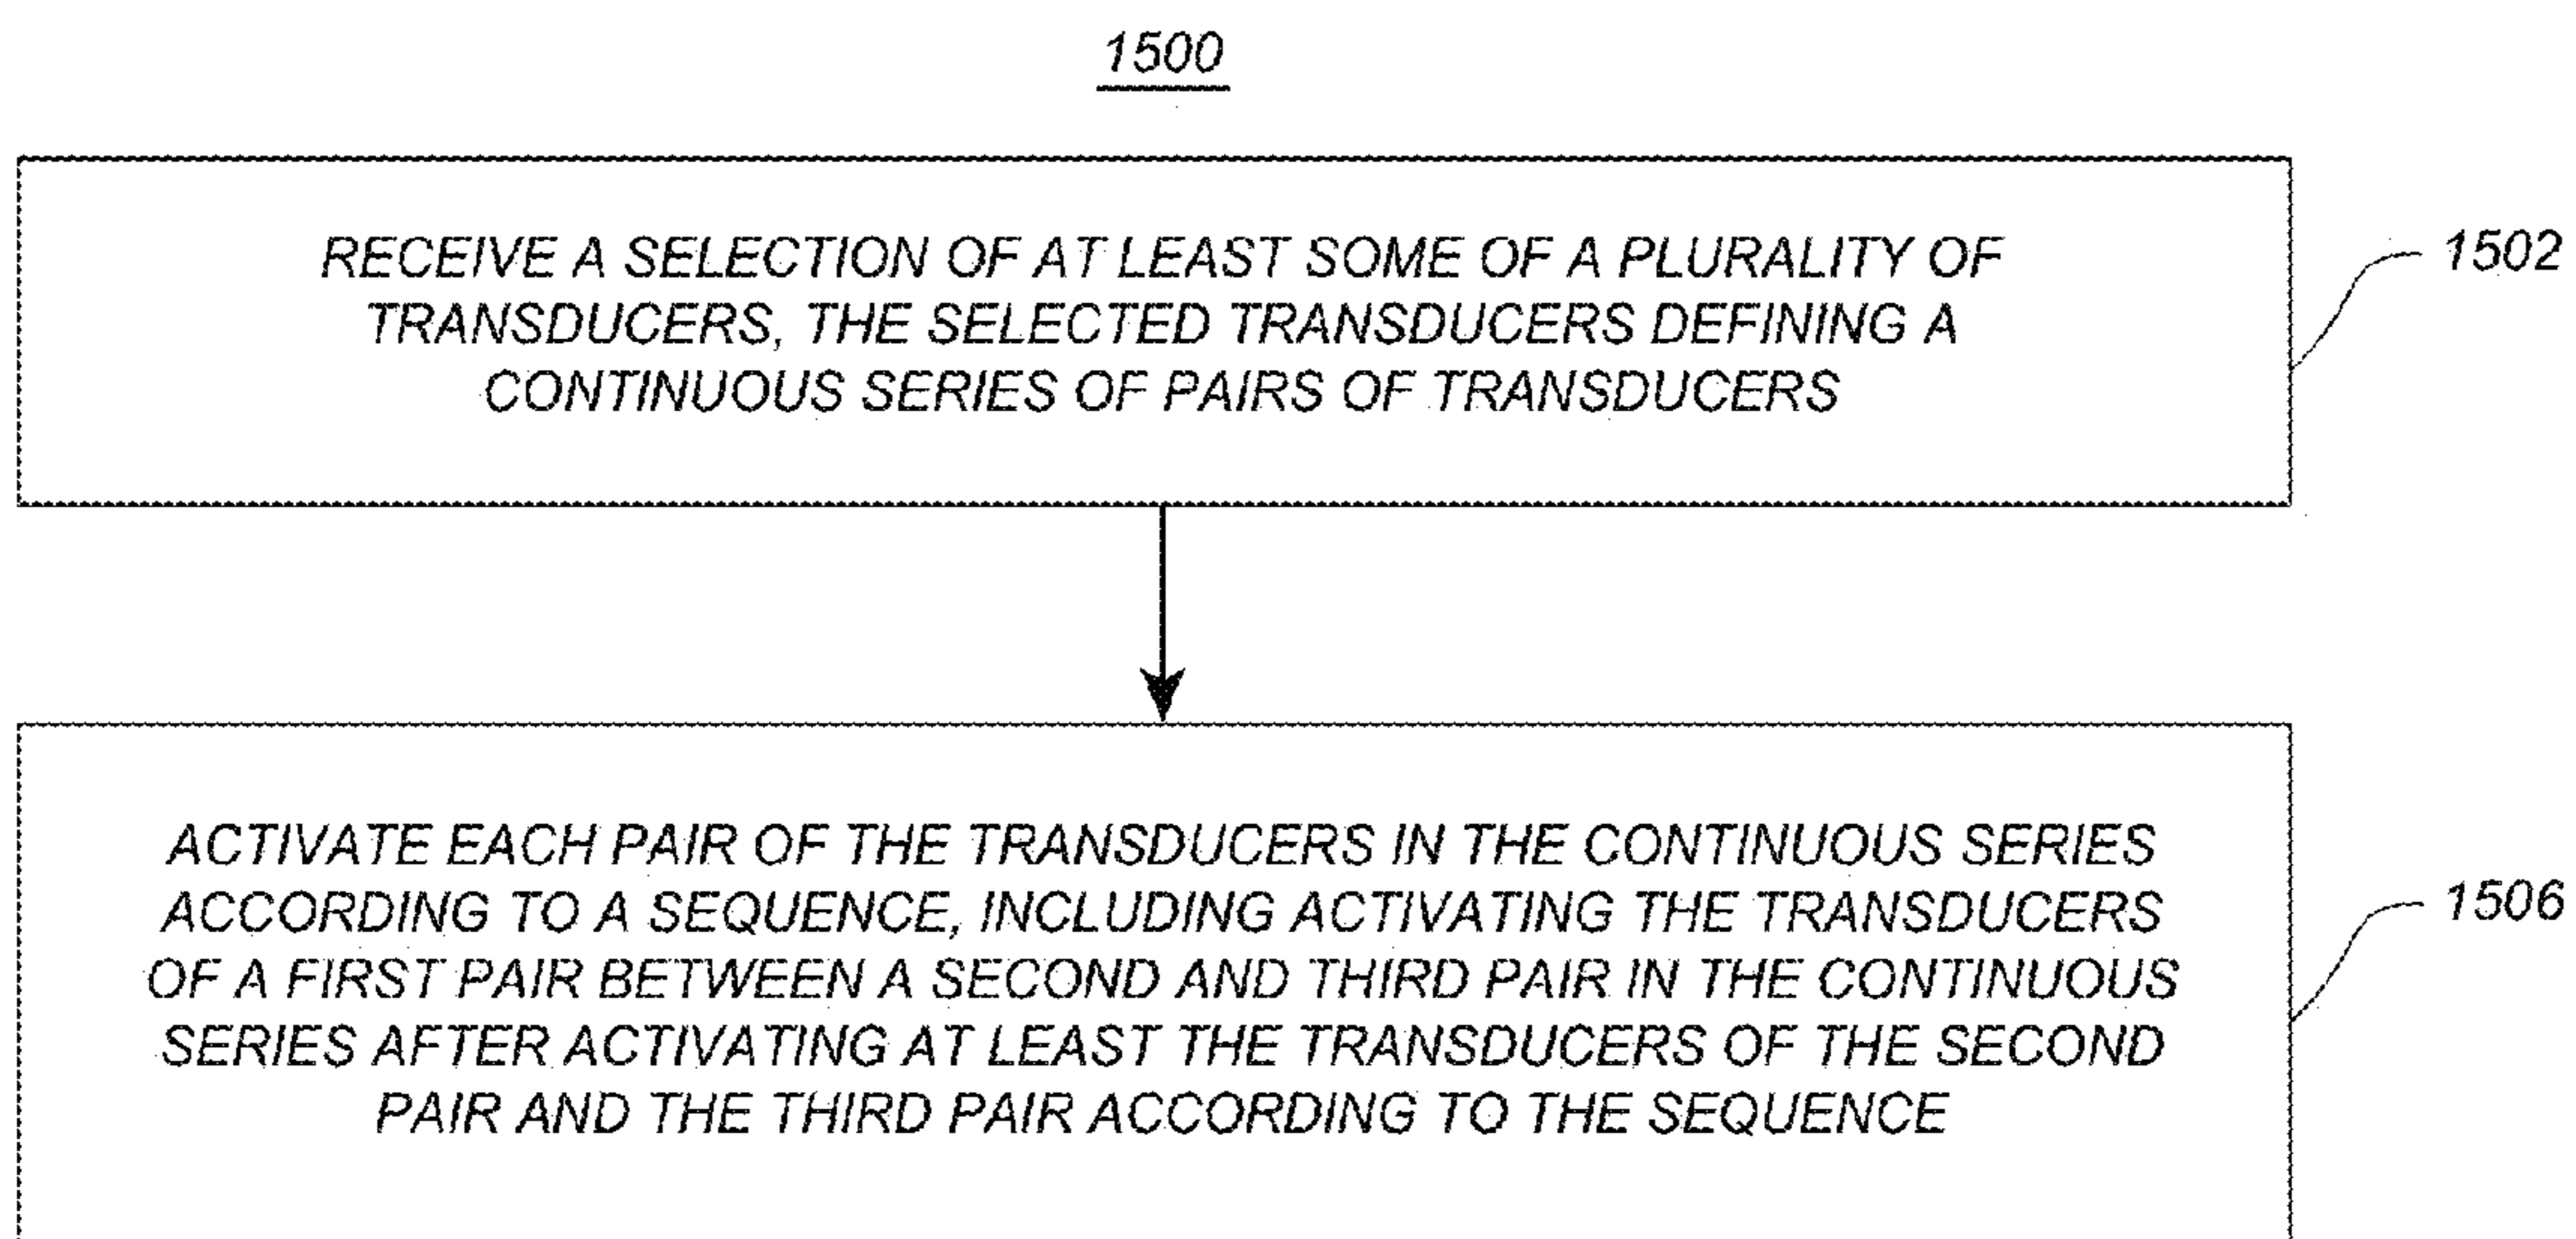 1500
RECEIVE A SELECTION OF AT LEAST SOME OF A PLURALITY OF
TRANSDUCERS, THE SELECTED TRANSDUCERS DEFINING A
CONTINUOUS SERIES OF PAIRS OF TRANSDUCERS
1502
ACTIVATE EACH PAIR OF THE TRANSDUCERS IN THE CONTINUOUS SERIES
ACCORDING TO A SEQUENCE, INCLUDING ACTIVATING THE TRANSDUCERS
OF A FIRST PAIR BETWEEN A SECOND AND THIRD PAIR IN THE CONTINUOUS
SERIES AFTER ACTIVATING AT LEAST THE TRANSDUCERS OF THE SECOND
PAIR AND THE THIRD PAIR ACCORDING TO THE SEQUENCE
1506